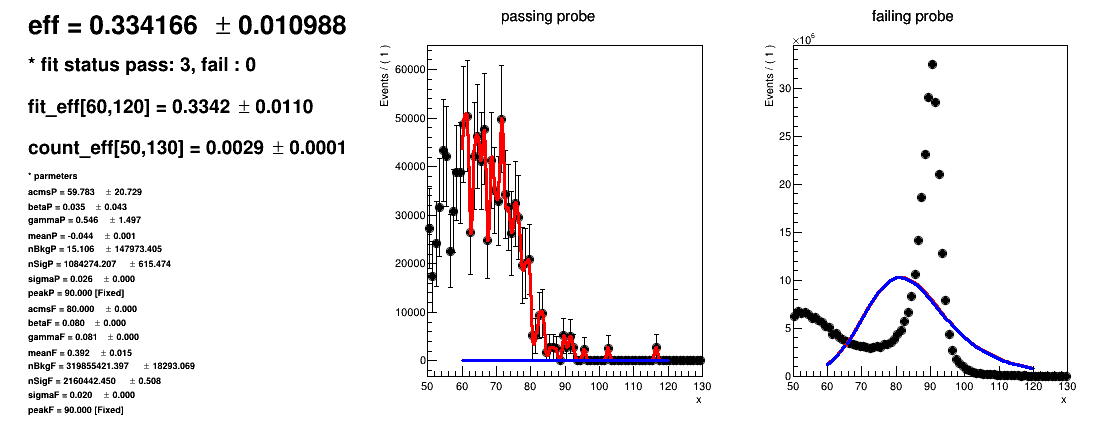 eff = 0.334166 ± 0.010988
* fit status pass: 3, fail : 0
fit_eff[60,120] = 0.3342 ± 0.0110
count_eff[50,130] = 0.0029 ± 0.0001
* parmeters
acmsP = 59.783 ± 20.729
betaP = 0.035 ± 0.043
gammaP = 0.546 ± 1.497
meanP = -0.044 ± 0.001
nBkgP = 15.106 ± 147973.405
nSigP = 1084274.207 ± 615.474
sigmaP = 0.026 ± 0.000
peakP = 90.000 [Fixed]
acmsF = 80.000 ± 0.000
betaF = 0.080 ± 0.000
gammaF = 0.081 ± 0.000
meanF = 0.392 ± 0.015
nBkgF = 319855421.397 ± 18293.069
nSigF = 2160442.450 ± 0.508
sigmaF = 0.020 ± 0.000
peakF = 90.000 [Fixed]
passing probe
Events / ( 1 )
60000
50000
40000
30000
20000
10000
0
50 60 70 80 90 100 110 120 130
x
failing probe
×10⁶
Events / ( 1 )
30
25
20
15
10
5
0
50 60 70 80 90 100 110 120 130
x